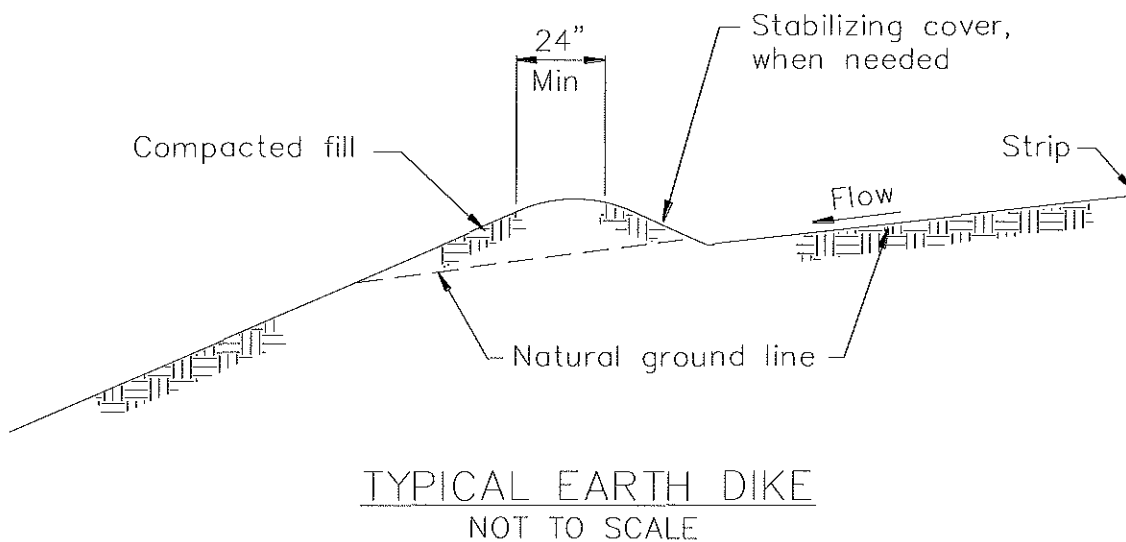 24"
Min
Stabilizing cover,
when needed
Compacted fill
Strip
Flow
Natural ground line
TYPICAL EARTH DIKE
NOT TO SCALE